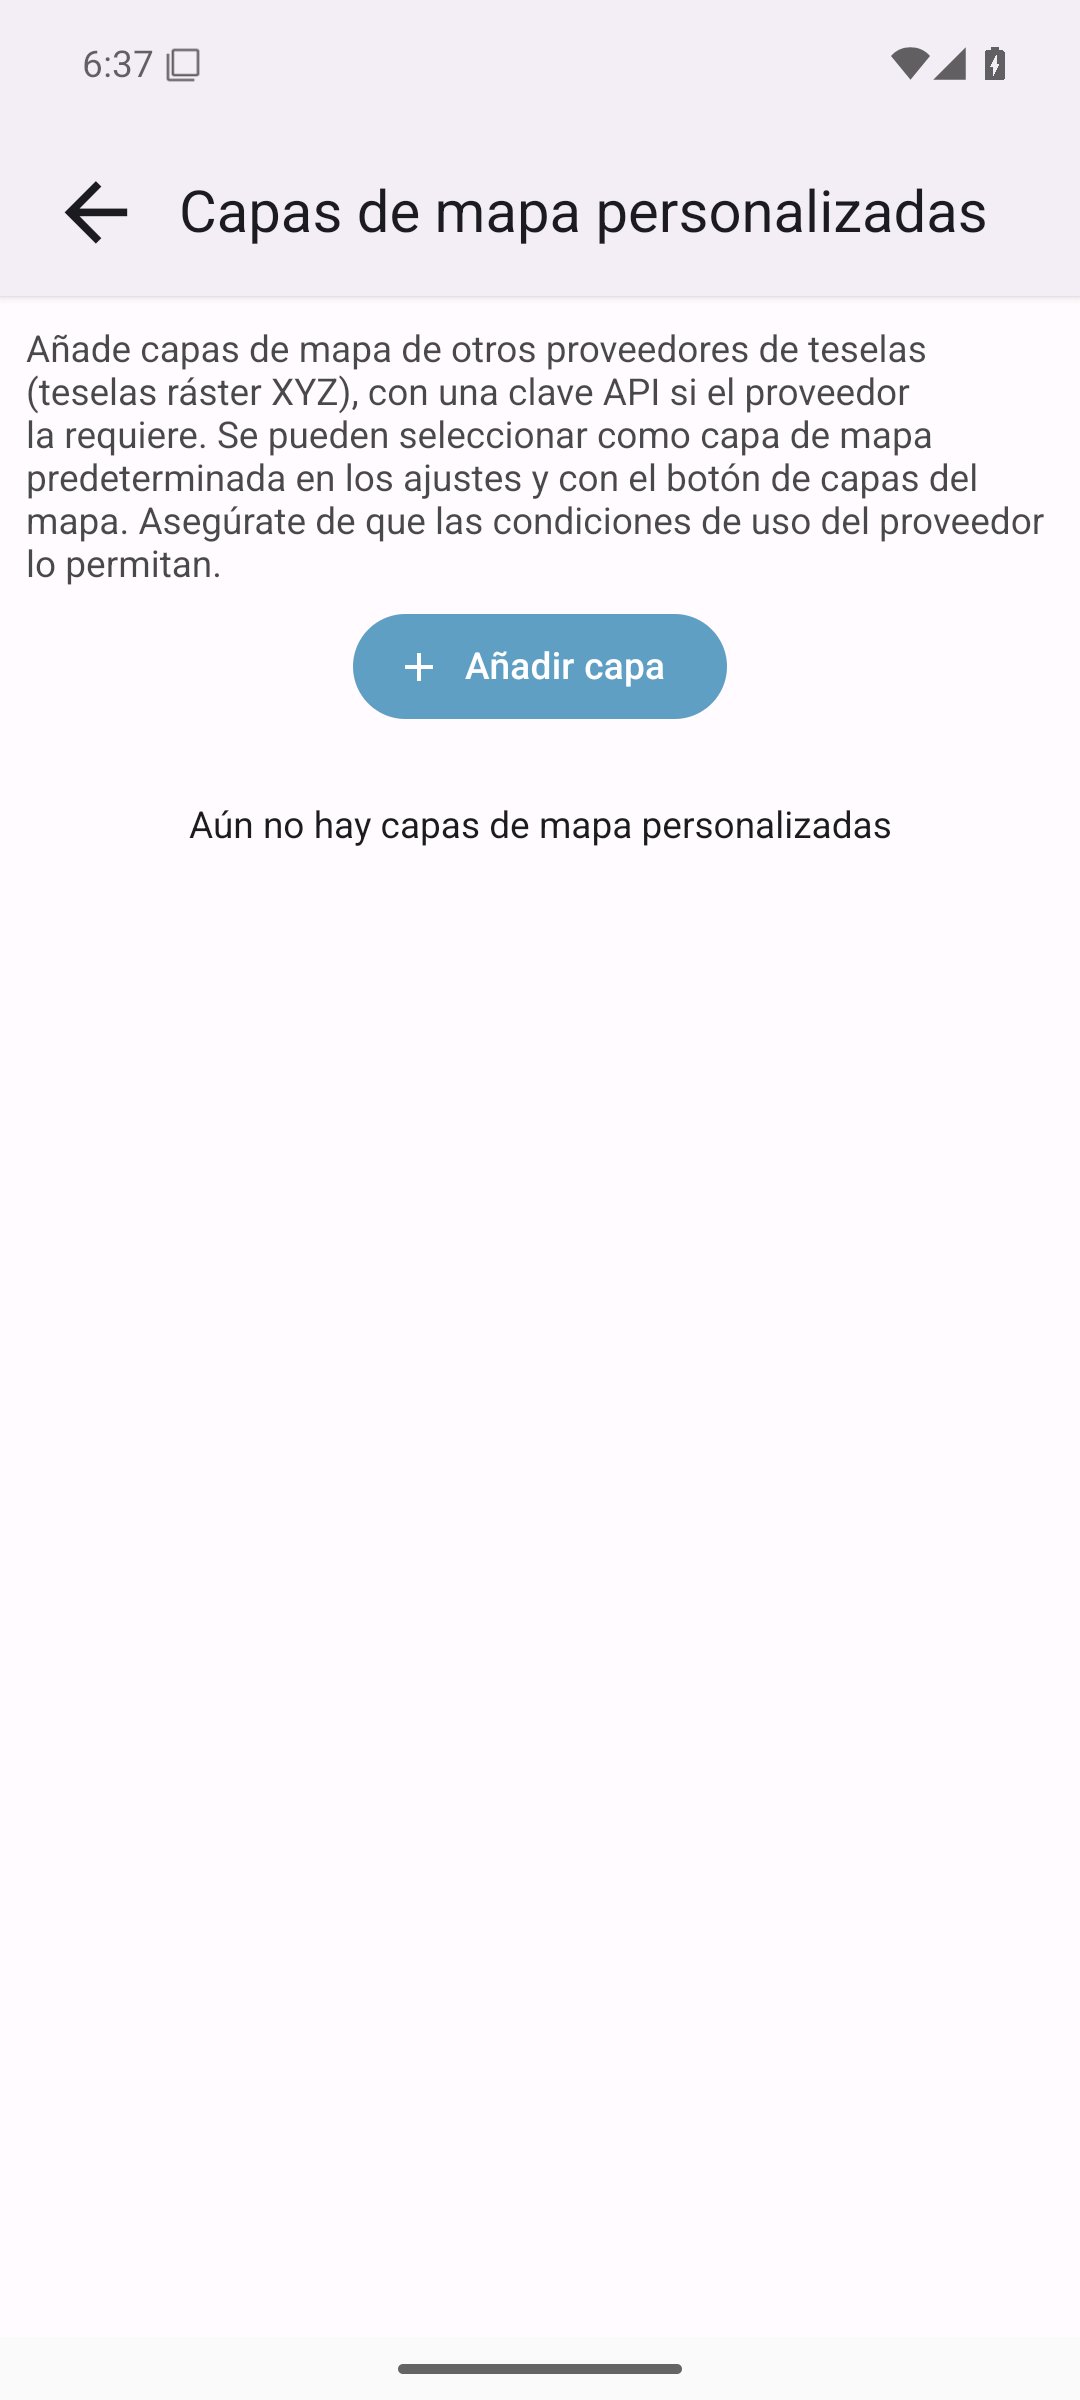 6:37
Capas de mapa personalizadas
Añade capas de mapa de otros proveedores de teselas
(teselas ráster XYZ), con una clave API si el proveedor
la requiere. Se pueden seleccionar como capa de mapa
predeterminada en los ajustes y con el botón de capas del
mapa. Asegúrate de que las condiciones de uso del proveedor
lo permitan.
Añadir capa
Aún no hay capas de mapa personalizadas